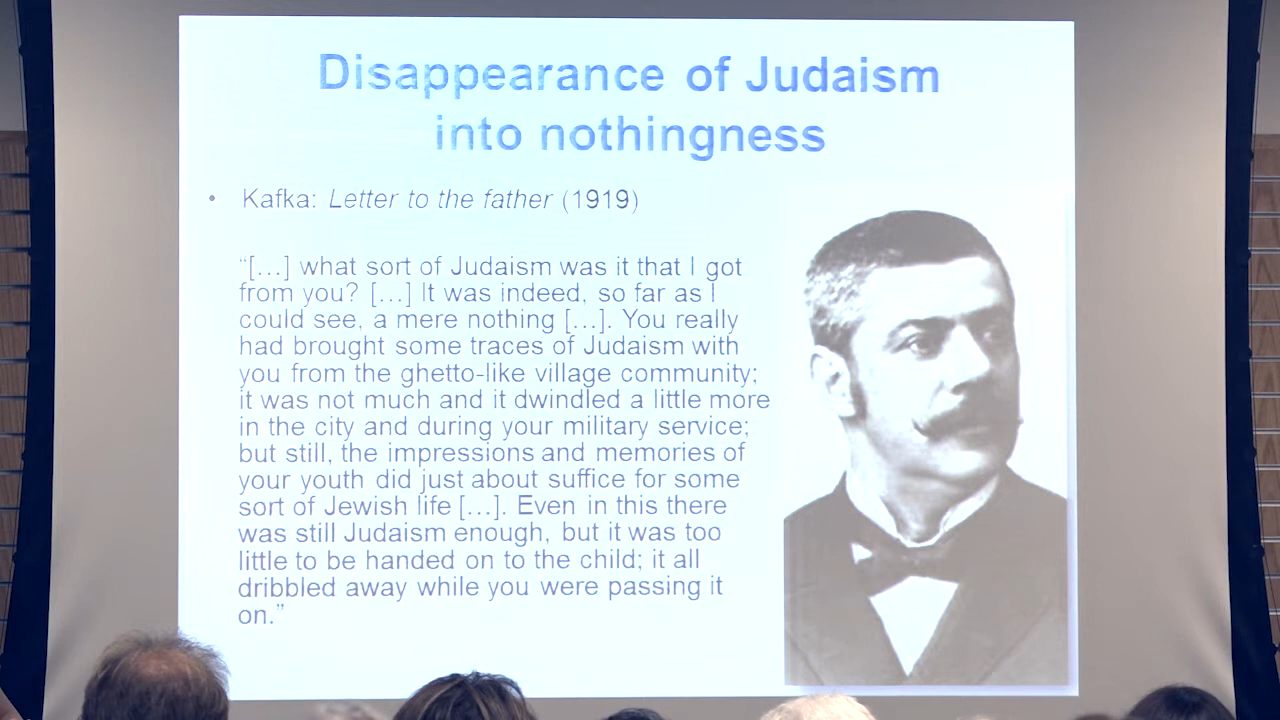 Disappearance of Judaism
into nothingness
• Kafka: Letter to the father (1919)
“[…] what sort of Judaism was it that I got
from you? […] It was indeed, so far as I
could see, a mere nothing […]. You really
had brought some traces of Judaism with
you from the ghetto-like village community;
it was not much and it dwindled a little more
in the city and during your military service;
but still, the impressions and memories of
your youth did just about suffice for some
sort of Jewish life […]. Even in this there
was still Judaism enough, but it was too
little to be handed on to the child; it all
dribbled away while you were passing it
on.”